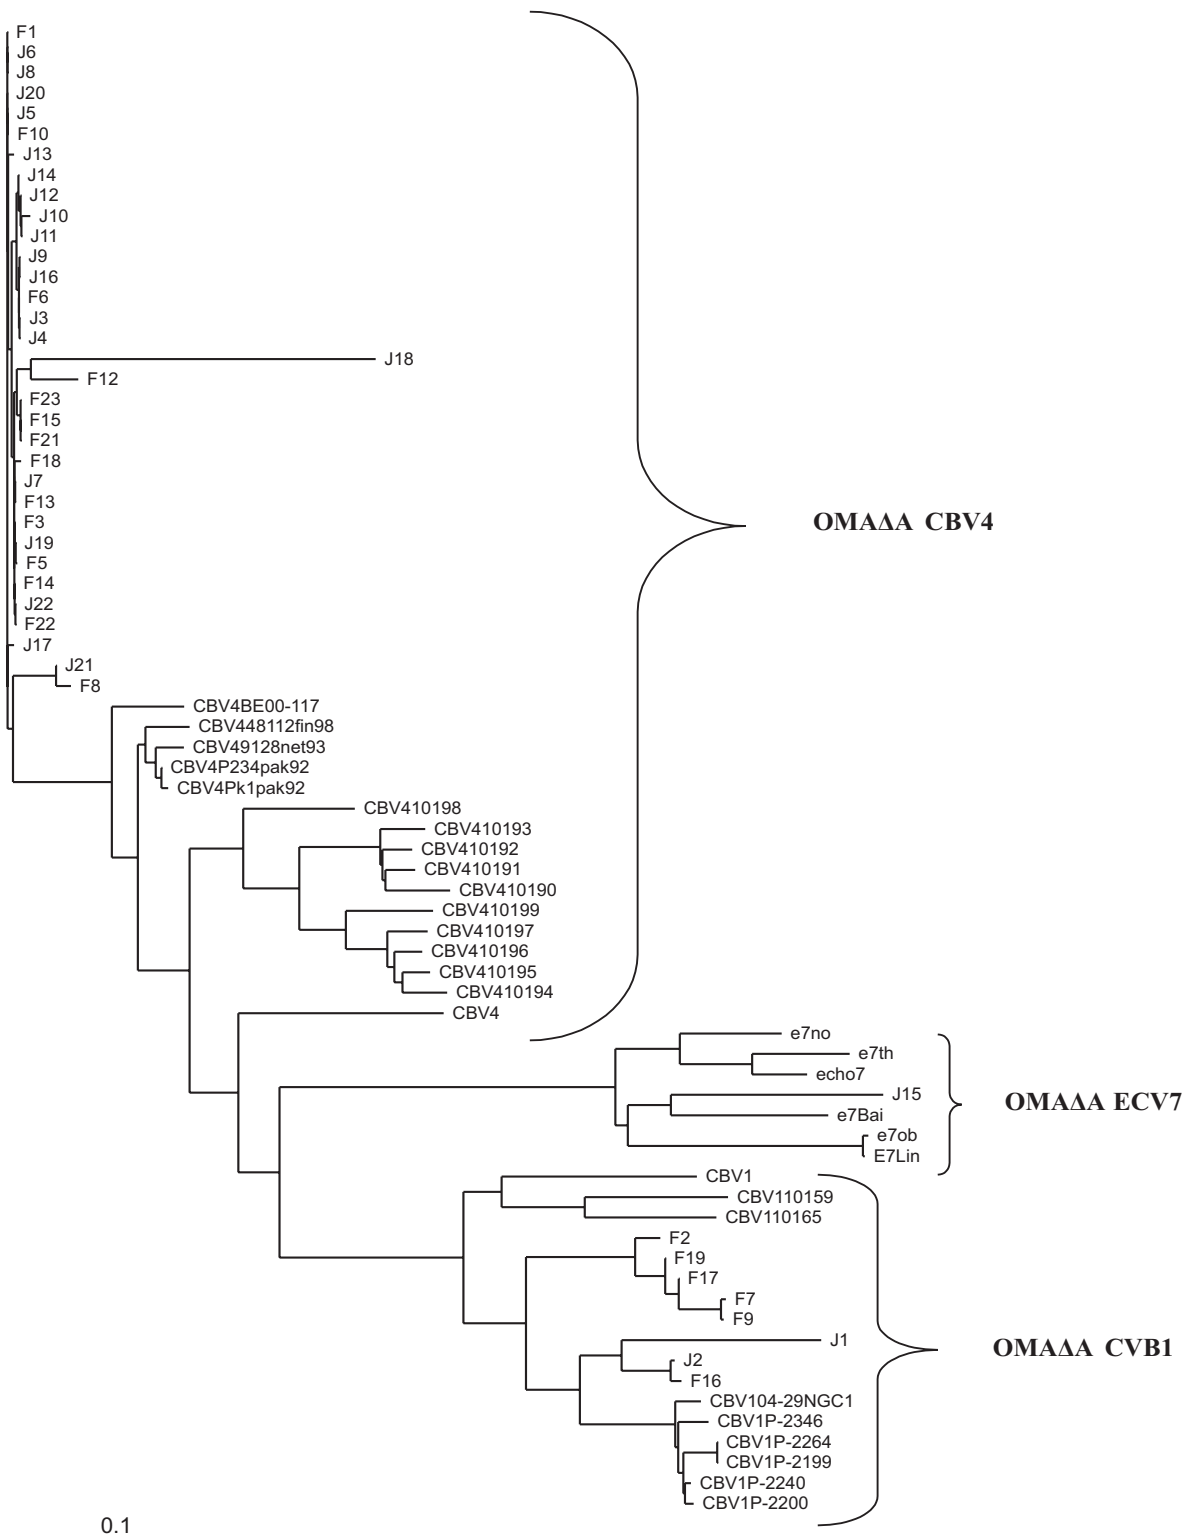 F1
J6
J8
J20
J5
F10
J13
J14
J12
J10
J11
J9
J16
F6
J3
J4
J18
F12
F23
F15
F21
F18
J7
F13
F3
ΟΜΑΔΑ CBV4
J19
F5
F14
J22
F22
J17
J21
F8
CBV4BE00-117
CBV448112fin98
CBV49128net93
CBV4P234pak92
CBV4Pk1pak92
CBV410198
CBV410193
CBV410192
CBV410191
CBV410190
CBV410199
CBV410197
CBV410196
CBV410195
CBV410194
CBV4
e7no
e7th
echo7
J15
ΟΜΑΔΑ ECV7
e7Bai
e7ob
E7Lin
CBV1
CBV110159
CBV110165
F2
F19
F17
F7
F9
J1
ΟΜΑΔΑ CVB1
J2
F16
CBV104-29NGC1
CBV1P-2346
CBV1P-2264
CBV1P-2199
CBV1P-2240
CBV1P-2200
0.1